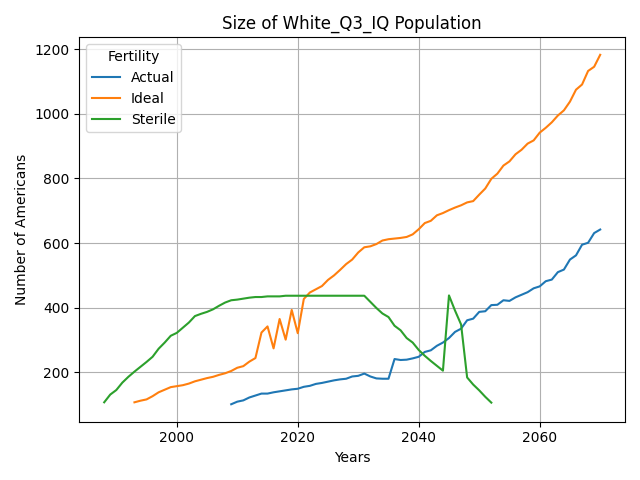 Size of White_Q3_IQ Population
Number of Americans
1200
1000
800
600
400
200
Fertility
Actual
Ideal
Sterile
2000
2020
2040
2060
Years